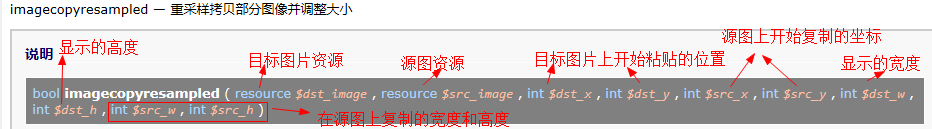 imagecopyresampled — 重采样拷贝部分图像并调整大小
说明 显示的高度
目标图片资源 源图资源 目标图片上开始粘贴的位置 源图上开始复制的坐标 显示的宽度
bool imagecopyresampled ( resource $dst_image , resource $src_image , int $dst_x , int $dst_y , int $src_x , int $src_y , int $dst_w ,
int $dst_h , int $src_w , int $src_h )
在源图上复制的宽度和高度